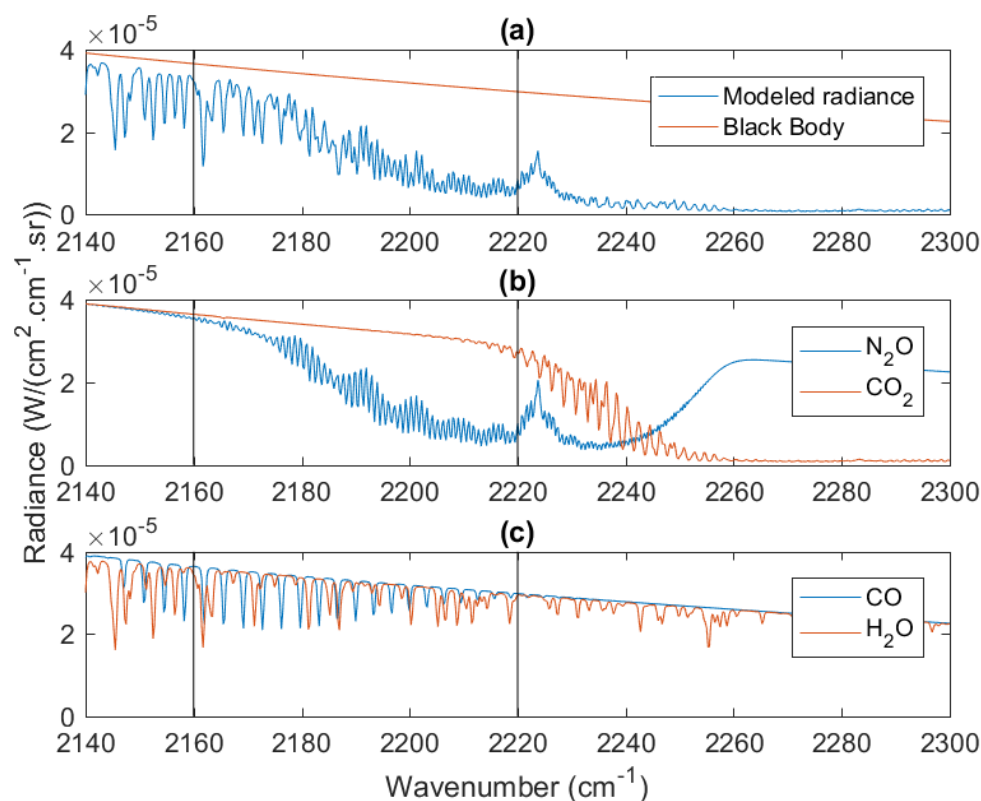 (a)
×10⁻⁵
4
2
0
Modeled radiance
Black Body
2140 2160 2180 2200 2220 2240 2260 2280 2300
(b)
×10⁻⁵
4
2
0
N₂O
CO₂
2140 2160 2180 2200 2220 2240 2260 2280 2300
(c)
×10⁻⁵
4
2
0
CO
H₂O
2140 2160 2180 2200 2220 2240 2260 2280 2300
Radiance (W/(cm².cm⁻¹.sr))
Wavenumber (cm⁻¹)